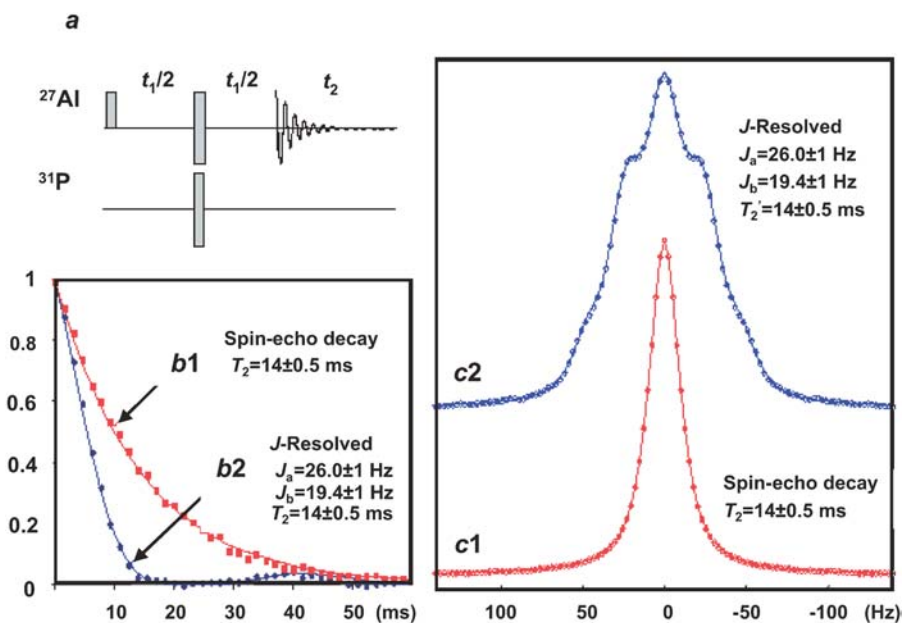 a
t₁/2 t₁/2 t₂
²⁷Al
³¹P
1
0.8
0.6
0.4
0.2
0
b1
Spin-echo decay
T₂=14±0.5 ms
b2
J-Resolved
Jₐ=26.0±1 Hz
J_b=19.4±1 Hz
T₂=14±0.5 ms
10 20 30 40 50 (ms)
J-Resolved
Jₐ=26.0±1 Hz
J_b=19.4±1 Hz
T₂'=14±0.5 ms
c2
Spin-echo decay
T₂=14±0.5 ms
c1
100 50 0 -50 -100 (Hz)